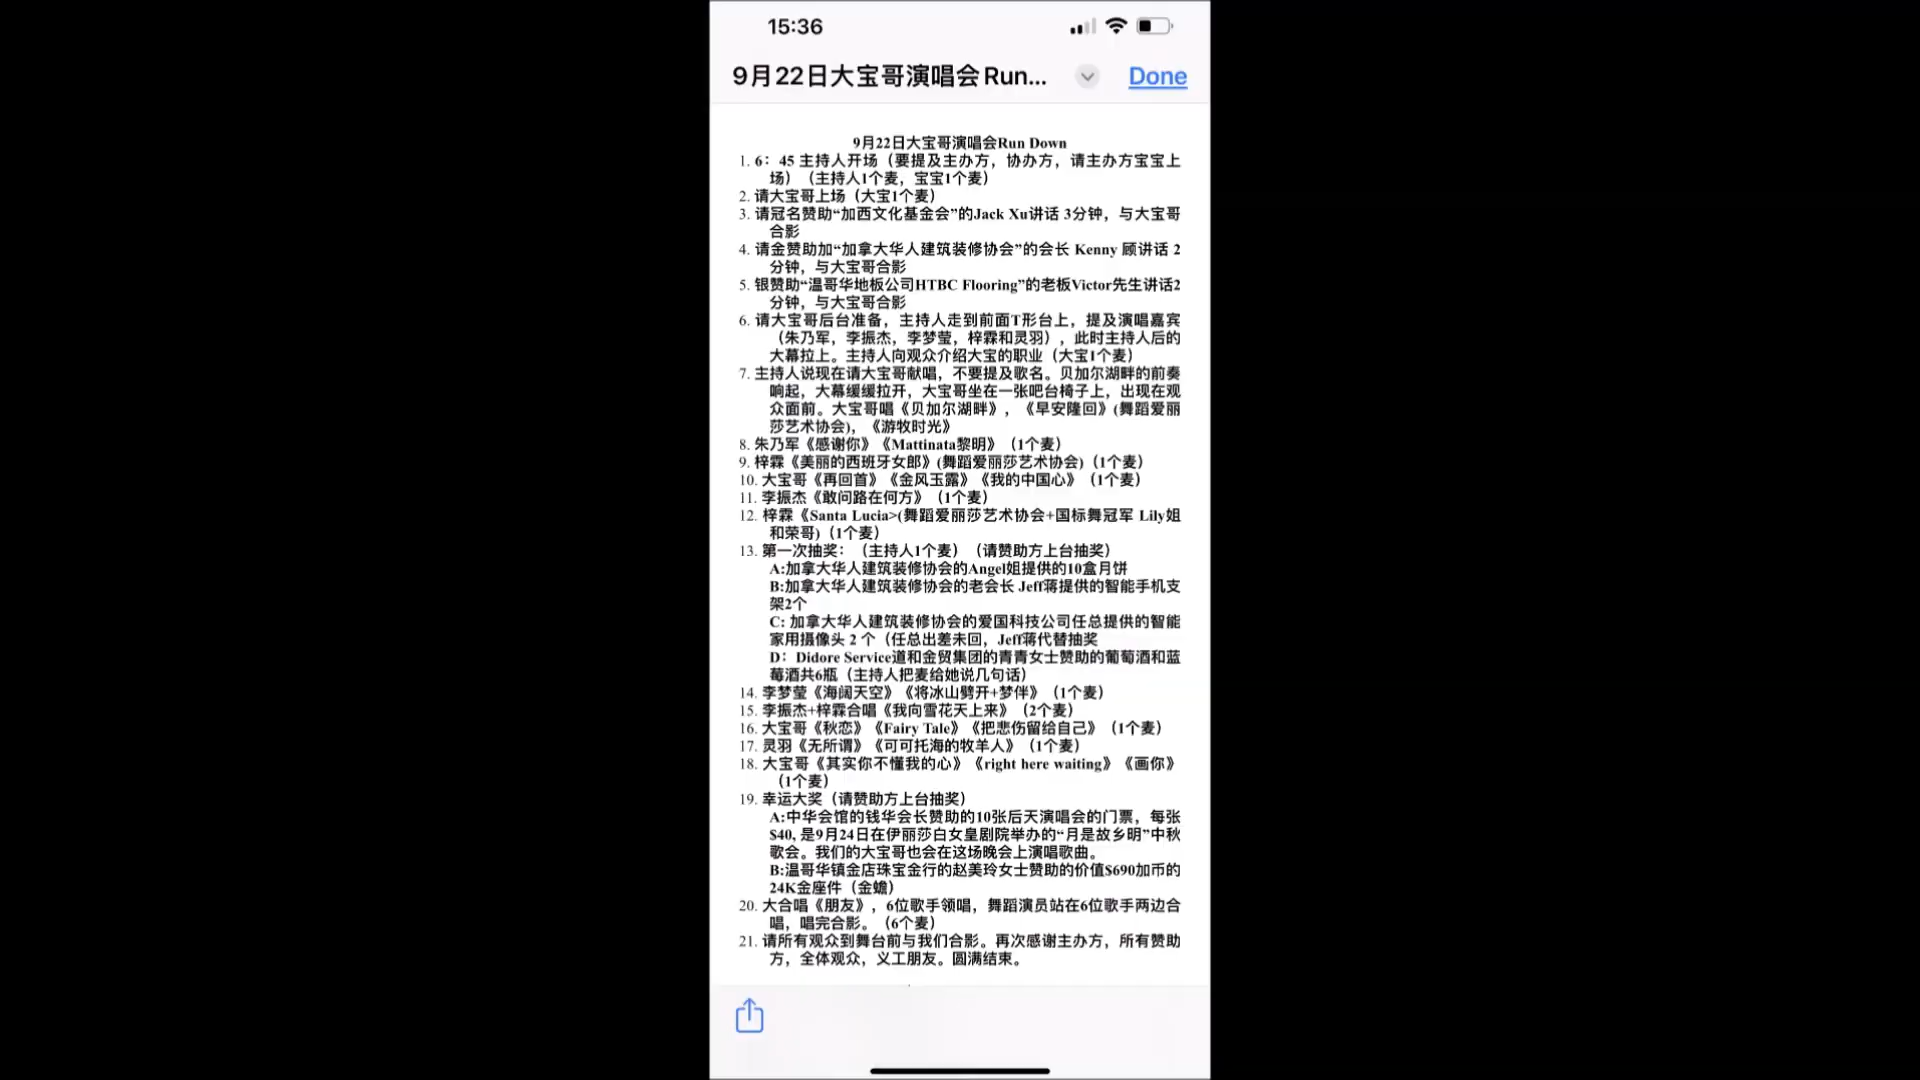 15:36
9月22日大宝哥演唱会Run...
Done
9月22日大宝哥演唱会Run Down
1. 6：45 主持人开场（要提及主办方，协办方，请主办方宝宝上
场）（主持人1个麦，宝宝1个麦）
2. 请大宝哥上场（大宝1个麦）
3. 请冠名赞助“加西文化基金会”的Jack Xu讲话 3分钟，与大宝哥
合影
4. 请金赞助加“加拿大华人建筑装修协会”的会长 Kenny 顾讲话 2
分钟，与大宝哥合影
5. 银赞助“温哥华地板公司HTBC Flooring”的老板Victor先生讲话2
分钟，与大宝哥合影
6. 请大宝哥后台准备，主持人走到前面T形台上，提及演唱嘉宾
（朱乃军，李振杰，李梦莹，梓霖和灵羽），此时主持人后的
大幕拉上。主持人向观众介绍大宝的职业（大宝1个麦）
7. 主持人说现在请大宝哥献唱，不要提及歌名。贝加尔湖畔的前奏
响起，大幕缓缓拉开，大宝哥坐在一张吧台椅子上，出现在观
众面前。大宝哥唱《贝加尔湖畔》，《早安隆回》(舞蹈爱丽
莎艺术协会)，《游牧时光》
8. 朱乃军《感谢你》《Mattinata黎明》（1个麦）
9. 梓霖《美丽的西班牙女郎》(舞蹈爱丽莎艺术协会)（1个麦）
10. 大宝哥《再回首》《金风玉露》《我的中国心》（1个麦）
11. 李振杰《敢问路在何方》（1个麦）
12. 梓霖《Santa Lucia>(舞蹈爱丽莎艺术协会+国标舞冠军 Lily姐
和荣哥)（1个麦）
13. 第一次抽奖：（主持人1个麦）（请赞助方上台抽奖）
A:加拿大华人建筑装修协会的Angel姐提供的10盒月饼
B:加拿大华人建筑装修协会的老会长 Jeff蒋提供的智能手机支
架2个
C: 加拿大华人建筑装修协会的爱国科技公司任总提供的智能
家用摄像头 2 个（任总出差未回，Jeff蒋代替抽奖
D：Didore Service道和金贸集团的青青女士赞助的葡萄酒和蓝
莓酒共6瓶（主持人把麦给她说几句话）
14. 李梦莹《海阔天空》《将冰山劈开+梦伴》（1个麦）
15. 李振杰+梓霖合唱《我向雪花天上来》（2个麦）
16. 大宝哥《秋恋》《Fairy Tale》《把悲伤留给自己》（1个麦）
17. 灵羽《无所谓》《可可托海的牧羊人》（1个麦）
18. 大宝哥《其实你不懂我的心》《right here waiting》《画你》
（1个麦）
19. 幸运大奖（请赞助方上台抽奖）
A:中华会馆的钱华会长赞助的10张后天演唱会的门票，每张
$40, 是9月24日在伊丽莎白女皇剧院举办的“月是故乡明”中秋
歌会。我们的大宝哥也会在这场晚会上演唱歌曲。
B:温哥华镇金店珠宝金行的赵美玲女士赞助的价值$690加币的
24K金座件（金蟾）
20. 大合唱《朋友》，6位歌手领唱，舞蹈演员站在6位歌手两边合
唱，唱完合影。（6个麦）
21. 请所有观众到舞台前与我们合影。再次感谢主办方，所有赞助
方，全体观众，义工朋友。圆满结束。